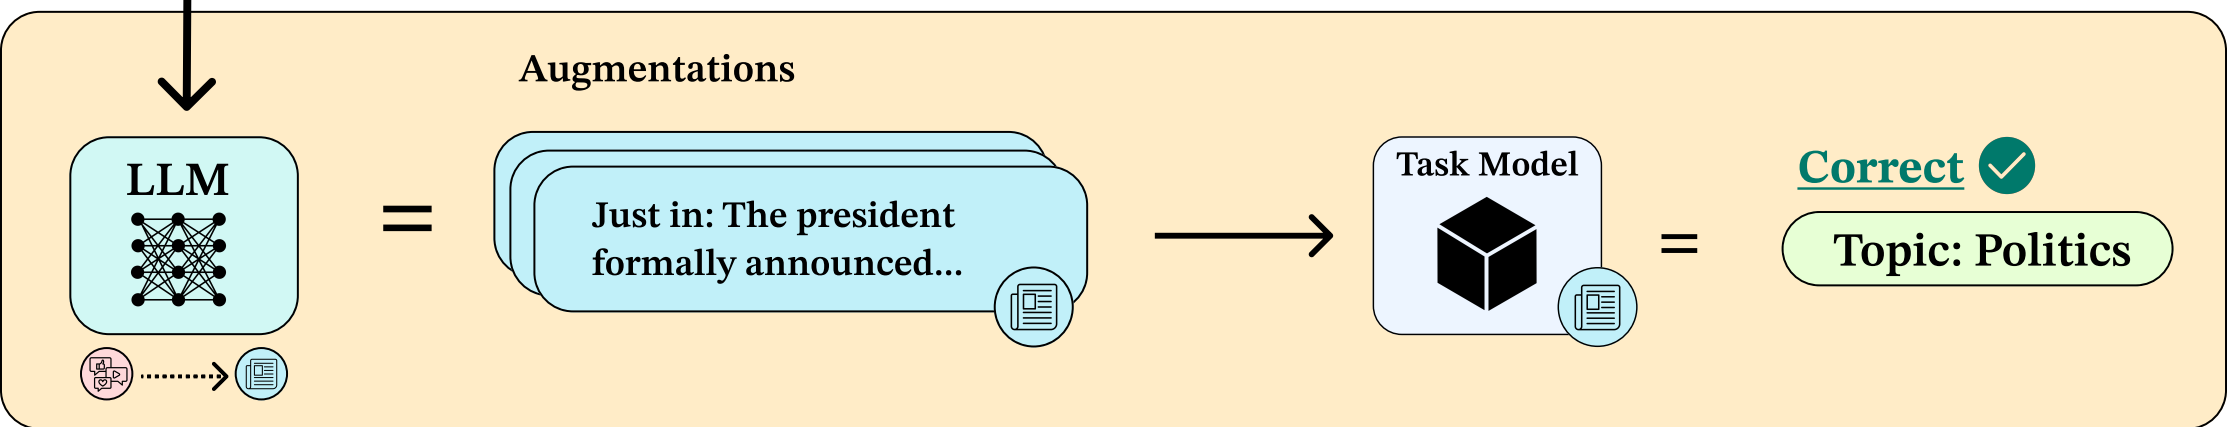 Augmentations
LLM
=
Just in: The president
formally announced...
Task Model
=
Correct
Topic: Politics